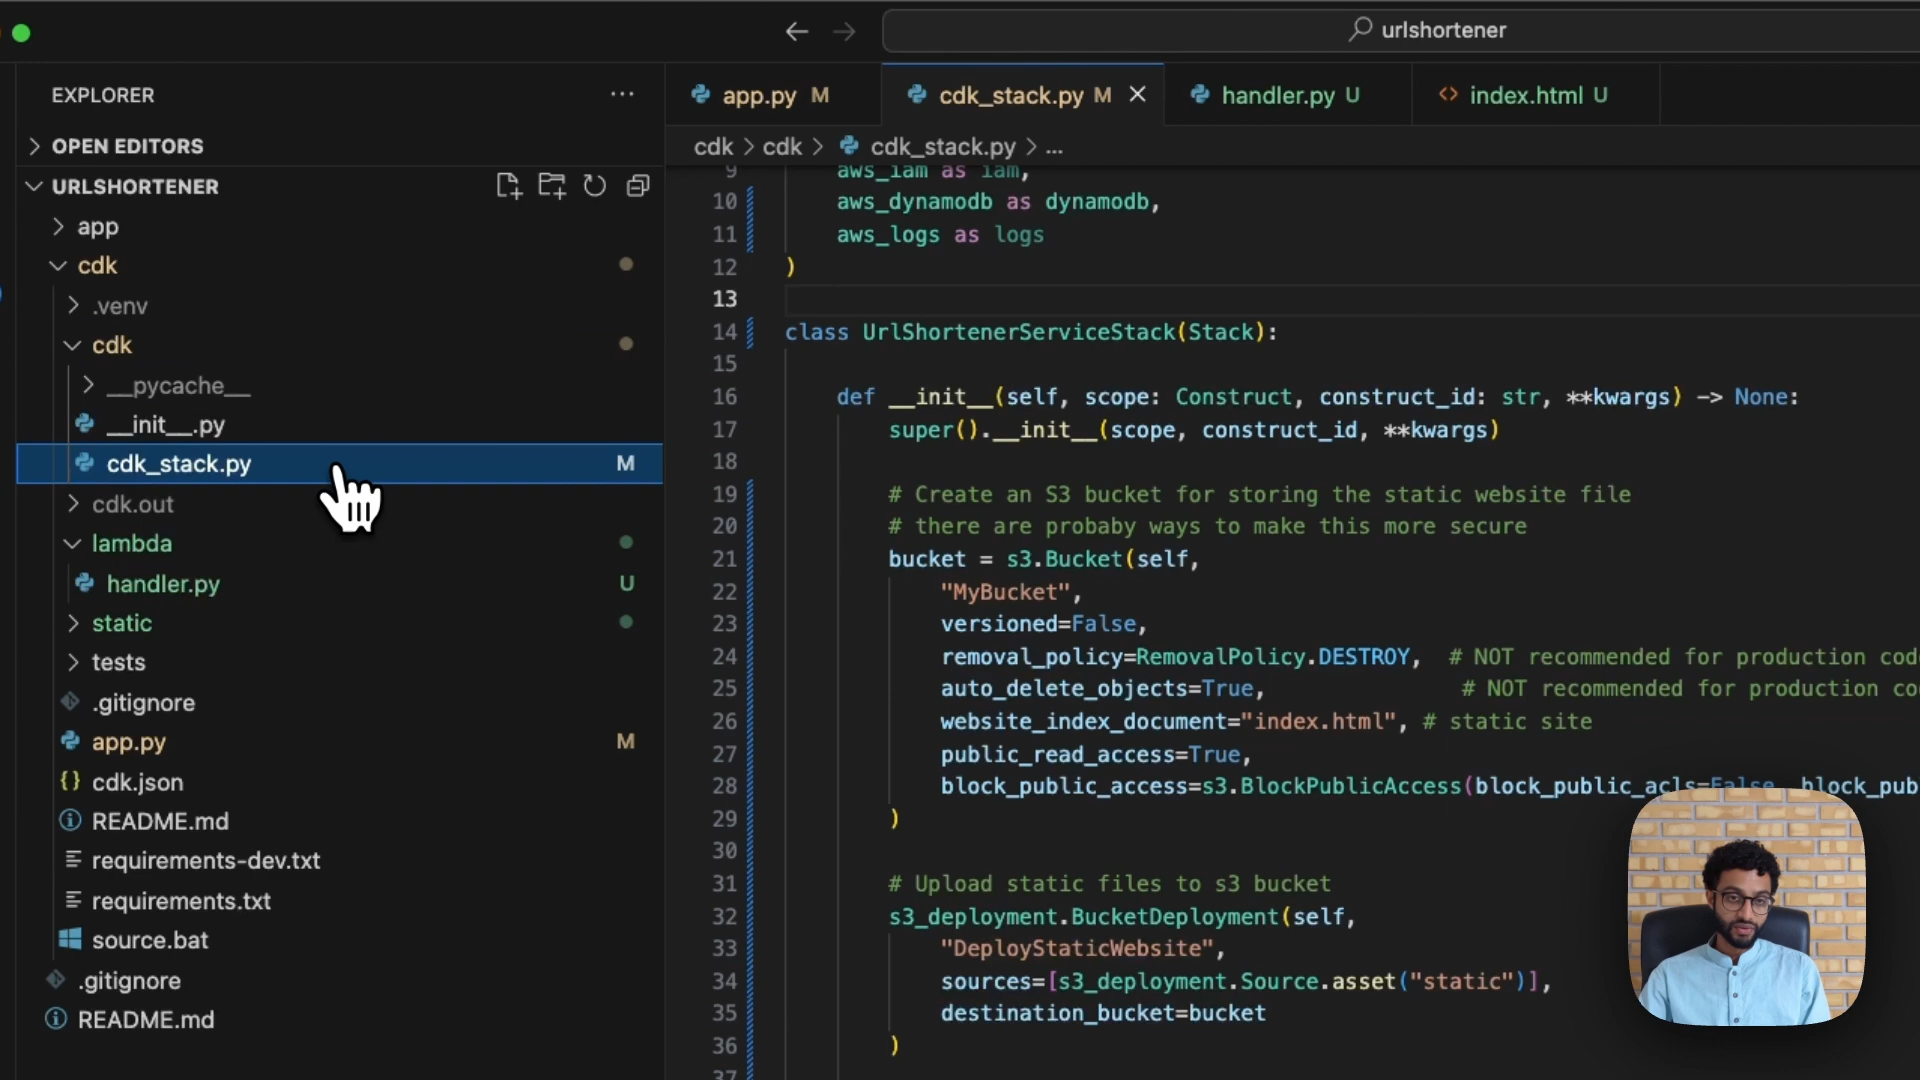 urlshortener
EXPLORER
app.py M
cdk_stack.py M
handler.py U
index.html U
OPEN EDITORS
cdk > cdk > cdk_stack.py > ...
URLSHORTENER
app
cdk
.venv
cdk
__pycache__
__init__.py
cdk_stack.py M
cdk.out
lambda
handler.py U
static
tests
.gitignore
app.py M
cdk.json
README.md
requirements-dev.txt
requirements.txt
source.bat
.gitignore
README.md
9 aws_iam as iam,
10 aws_dynamodb as dynamodb,
11 aws_logs as logs
12 )
13
14 class UrlShortenerServiceStack(Stack):
15
16 def __init__(self, scope: Construct, construct_id: str, **kwargs) -> None:
17 super().__init__(scope, construct_id, **kwargs)
18
19 # Create an S3 bucket for storing the static website file
20 # there are probaby ways to make this more secure
21 bucket = s3.Bucket(self,
22 "MyBucket",
23 versioned=False,
24 removal_policy=RemovalPolicy.DESTROY, # NOT recommended for production cod
25 auto_delete_objects=True, # NOT recommended for production co
26 website_index_document="index.html", # static site
27 public_read_access=True,
28 block_public_access=s3.BlockPublicAccess(block_public_acls=False, block_pub
29 )
30
31 # Upload static files to s3 bucket
32 s3_deployment.BucketDeployment(self,
33 "DeployStaticWebsite",
34 sources=[s3_deployment.Source.asset("static")],
35 destination_bucket=bucket
36 )
37